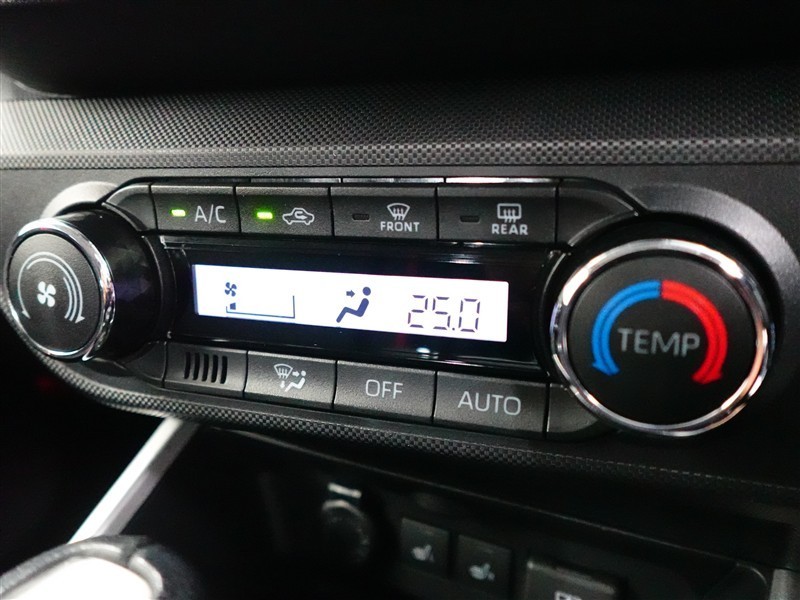 A/C
FRONT
REAR
25.0
TEMP
OFF
AUTO